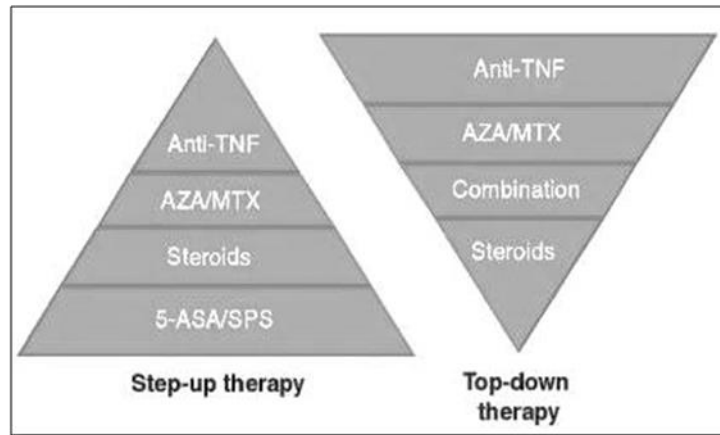 Anti-TNF
AZA/MTX
Steroids
5-ASA/SPS
Step-up therapy
Anti-TNF
AZA/MTX
Combination
Steroids
Top-down
therapy